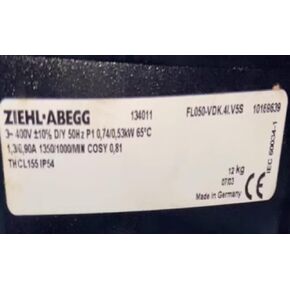 ZIEHL-ABEGG 134011 FL050-VDK.4I.V5S 10169639
3~ 400V ±10% D/Y 50Hz P1 0,74/0,53kW 65°C
1,3/0,90A 1350/1000/MIN COSY 0,81
THCL155 IP54
12 kg
07/03
Made in Germany
CE
IEC 60034-1